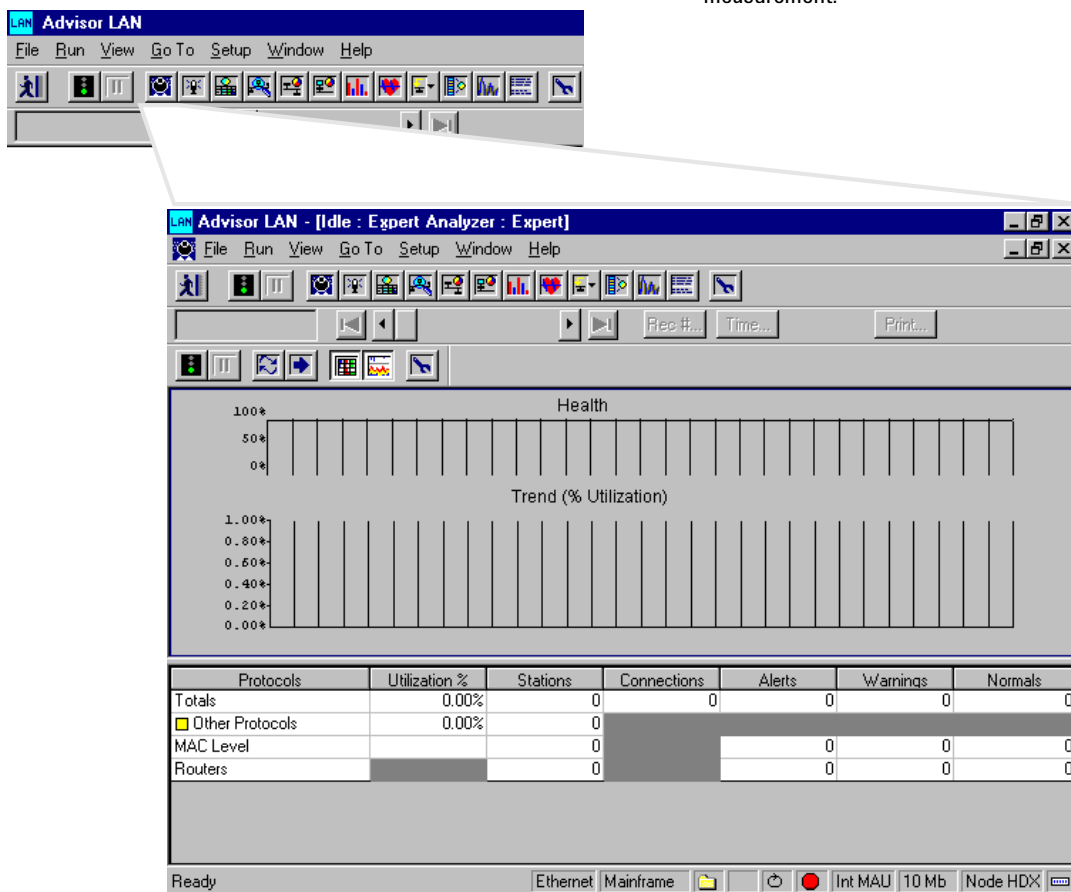 measurement.
LAN Advisor LAN
File Run View Go To Setup Window Help
LAN Advisor LAN - [Idle : Expert Analyzer : Expert]
File Run View Go To Setup Window Help
Rec #... Time... Print...
Health
100%
50%
0%
Trend (% Utilization)
1.00%
0.80%
0.60%
0.40%
0.20%
0.00%
Protocols Utilization % Stations Connections Alerts Warnings Normals
Totals 0.00% 0 0 0 0 0
Other Protocols 0.00% 0
MAC Level 0 0 0 0
Routers 0 0 0 0
Ready Ethernet Mainframe Int MAU 10 Mb Node HDX